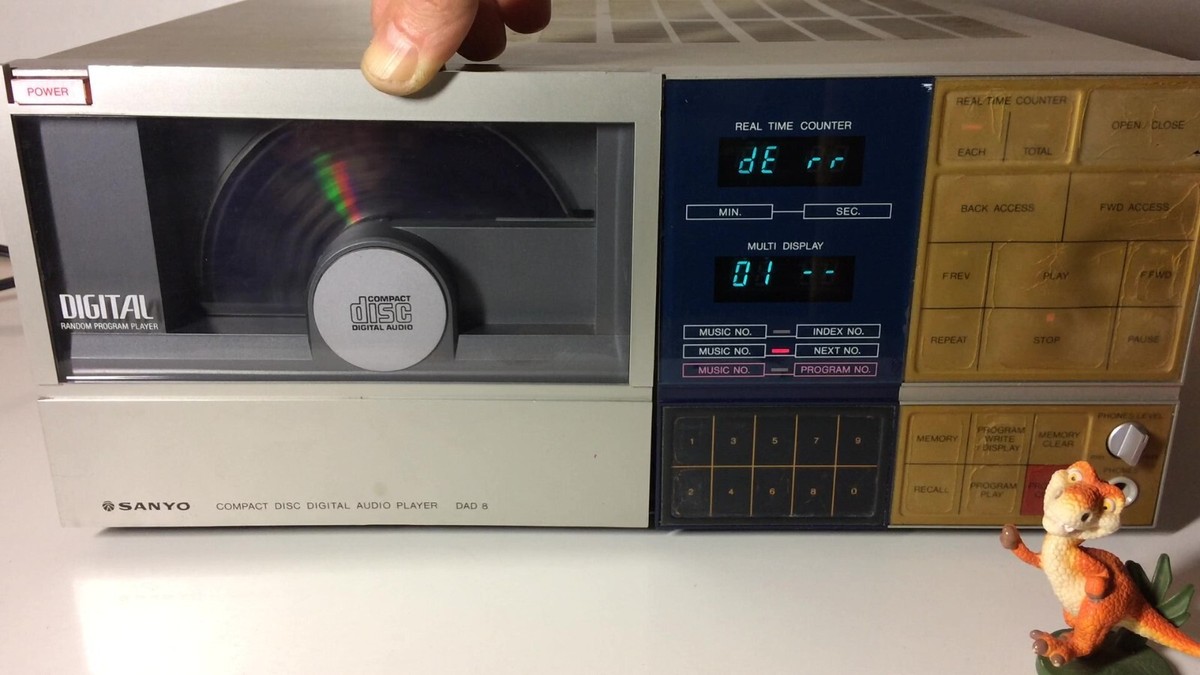 POWER
DIGITAL
RANDOM PROGRAM PLAYER
COMPACT
disc
DIGITAL AUDIO
SANYO COMPACT DISC DIGITAL AUDIO PLAYER DAD 8
REAL TIME COUNTER
dE rr
MIN. SEC.
MULTI DISPLAY
01 --
MUSIC NO. INDEX NO.
MUSIC NO. NEXT NO.
MUSIC NO. PROGRAM NO.
1 3 5 7 9
2 4 6 8 0
REAL TIME COUNTER
EACH TOTAL
OPEN / CLOSE
BACK ACCESS FWD ACCESS
F.REV PLAY F.FWD
REPEAT STOP PAUSE
MEMORY
PROGRAM
WRITE
DISPLAY
MEMORY
CLEAR
RECALL
PROGRAM
PLAY
PHONES LEVEL
PHONES